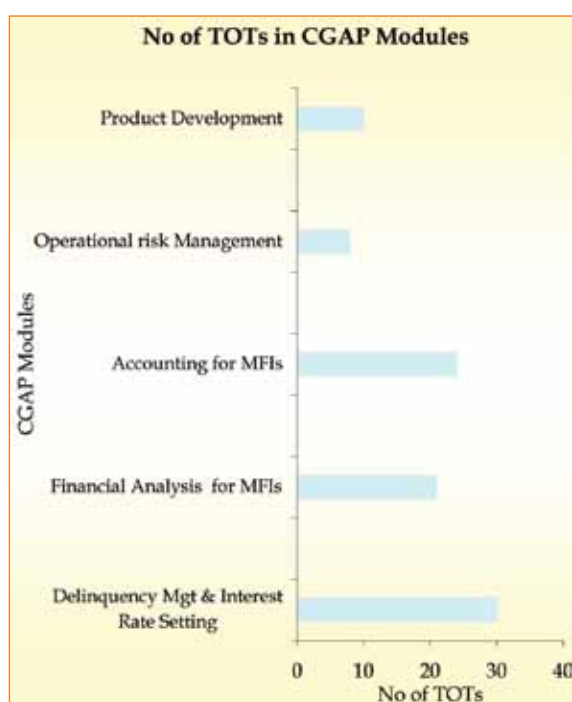 No of TOTs in CGAP Modules
Product Development
Operational risk Management
Accounting for MFIs
Financial Analysis for MFIs
Delinquency Mgt & Interest
Rate Setting
CGAP Modules
0 10 20 30 40
No of TOTs